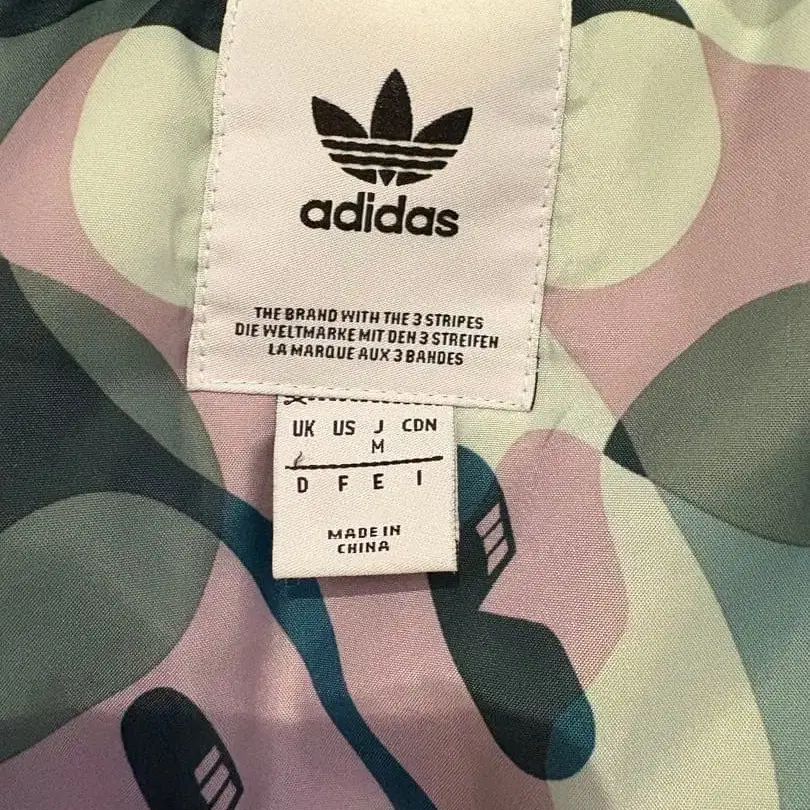 adidas
THE BRAND WITH THE 3 STRIPES
DIE WELTMARKE MIT DEN 3 STREIFEN
LA MARQUE AUX 3 BANDES
UK US J CDN
M
D F E I
MADE IN
CHINA